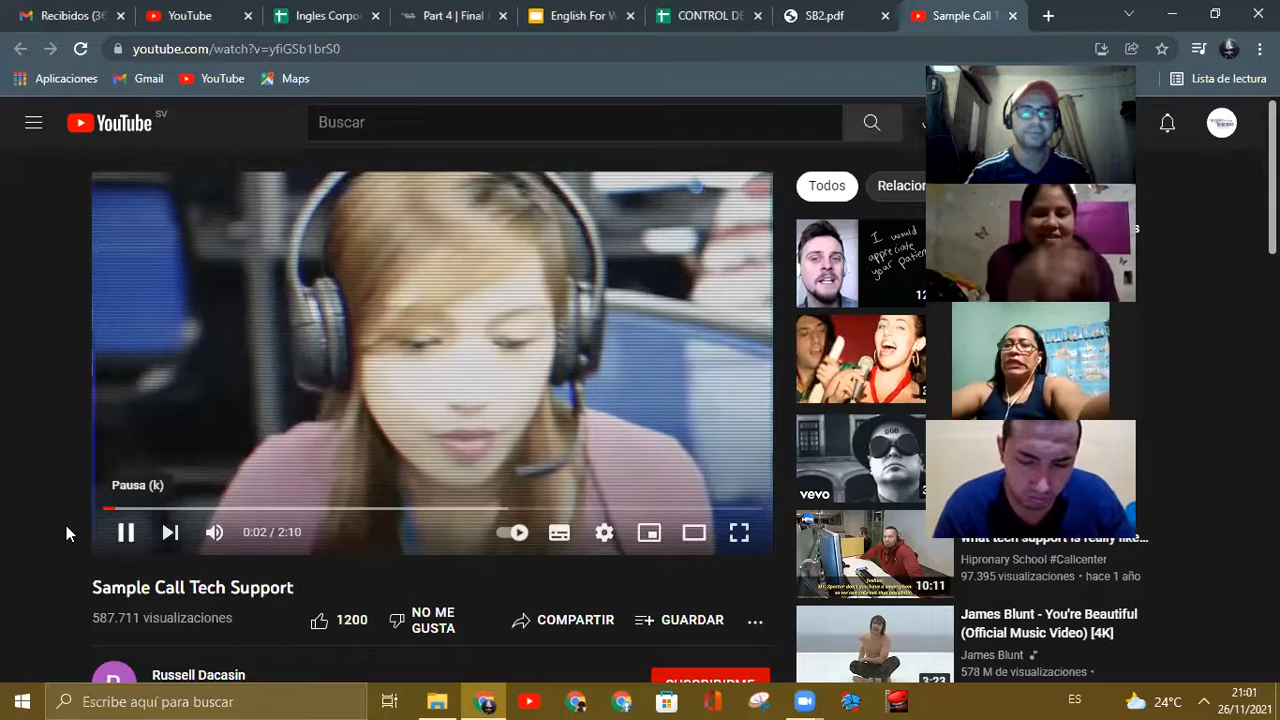 Recibidos (3
YouTube
Ingles Corpo
Part 4 | Final
English For W
CONTROL DE
SB2.pdf
Sample Call T
youtube.com/watch?v=yfiGSb1brS0
Aplicaciones
Gmail
YouTube
Maps
Lista de lectura
YouTube SV
Buscar
Todos
Relacion
I would
appreciate
your patien
12
Pausa (k)
0:02 / 2:10
vevo
10:11
Sample Call Tech Support
587.711 visualizaciones
1200
NO ME
GUSTA
COMPARTIR
GUARDAR
what tech support is really like...
Hipronary School #Callcenter
97.395 visualizaciones • hace 1 año
James Blunt - You're Beautiful
(Official Music Video) [4K]
James Blunt
578 M de visualizaciones •
3:23
Russell Dacasin
SUSCRIBIRME
Escribe aquí para buscar
ES
24°C
21:01
26/11/2021